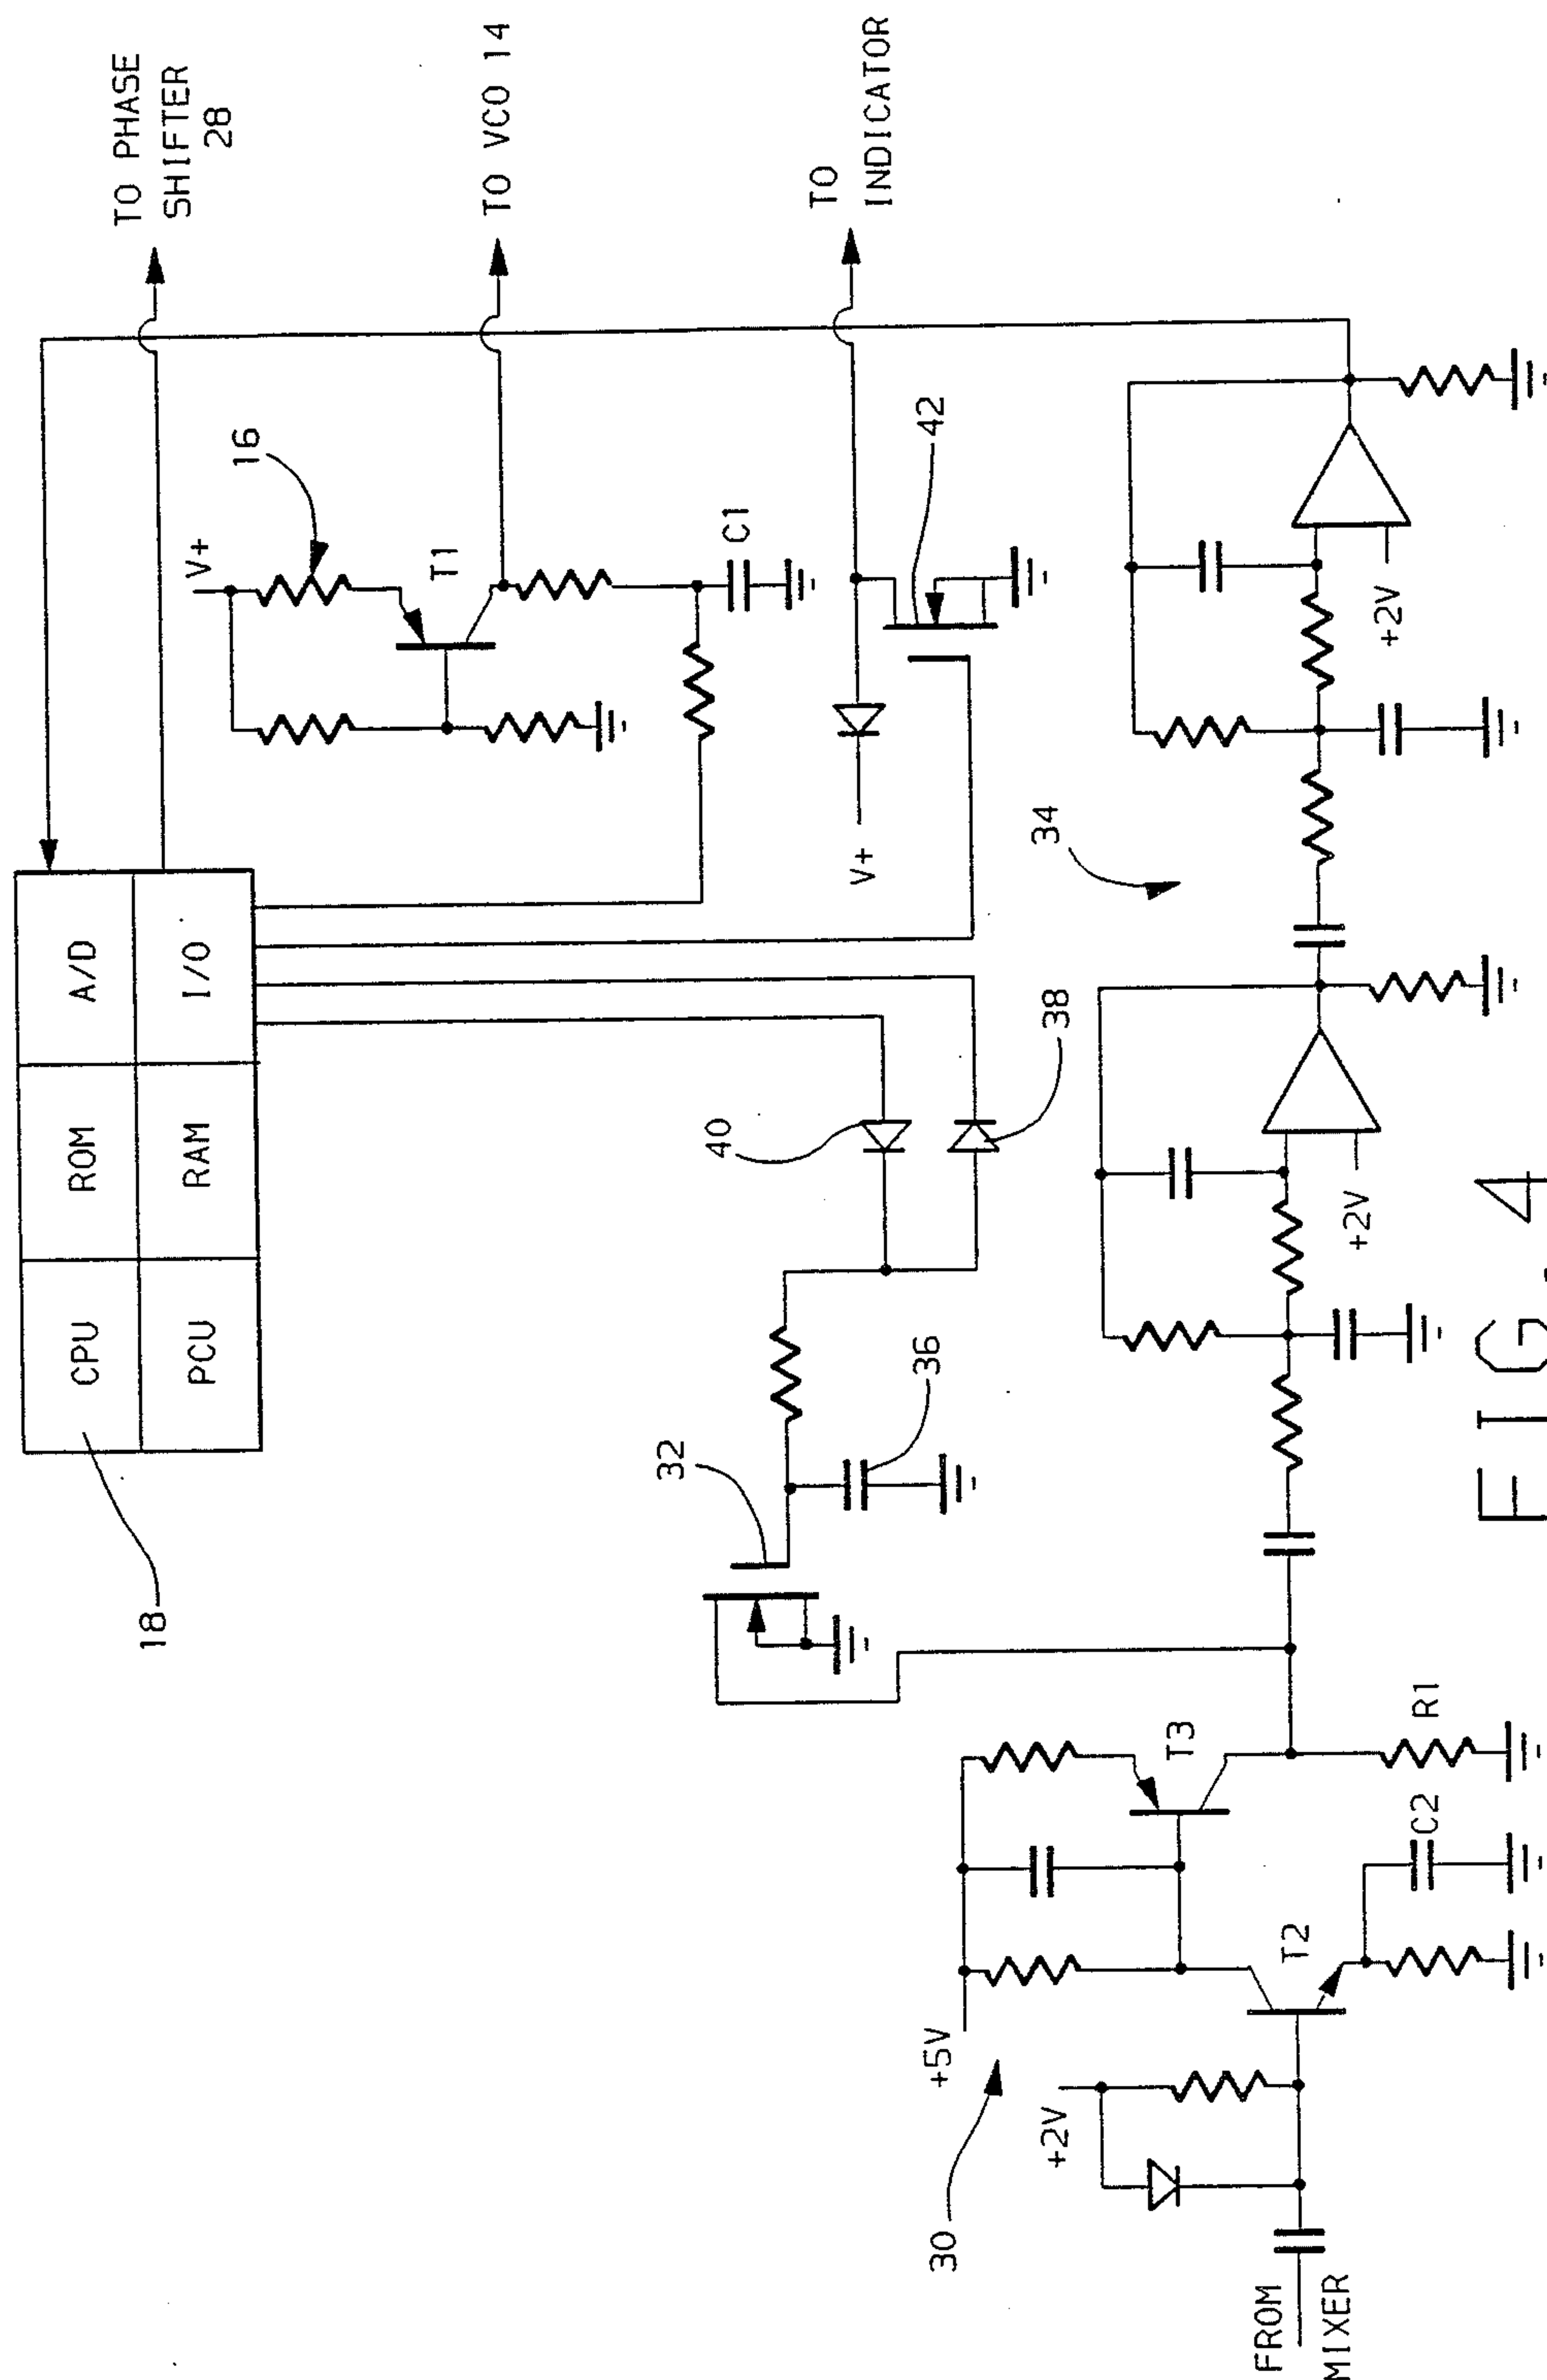 18
CPU
ROM
A/D
PCU
RAM
I/O
TO PHASE
SHIFTER
28
V+
16
T1
TO VCO 14
C1
V+
42
TO
INDICATOR
32
36
40
38
34
30
+5V
+2V
T3
T2
C2
R1
FROM
MIXER
+2V
+2V
FIG. 4